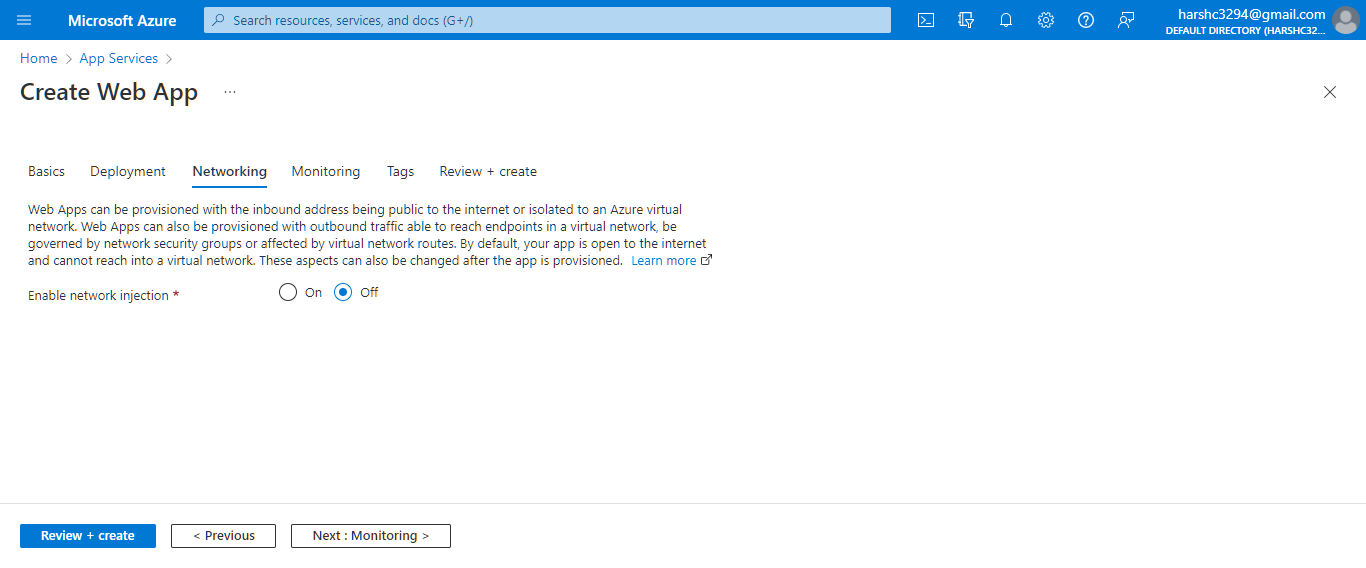 Microsoft Azure
Search resources, services, and docs (G+/)
harshc3294@gmail.com
DEFAULT DIRECTORY (HARSHC32...
Home > App Services >
Create Web App ...
Basics Deployment Networking Monitoring Tags Review + create
Web Apps can be provisioned with the inbound address being public to the internet or isolated to an Azure virtual
network. Web Apps can also be provisioned with outbound traffic able to reach endpoints in a virtual network, be
governed by network security groups or affected by virtual network routes. By default, your app is open to the internet
and cannot reach into a virtual network. These aspects can also be changed after the app is provisioned. Learn more
Enable network injection * On Off
Review + create < Previous Next : Monitoring >